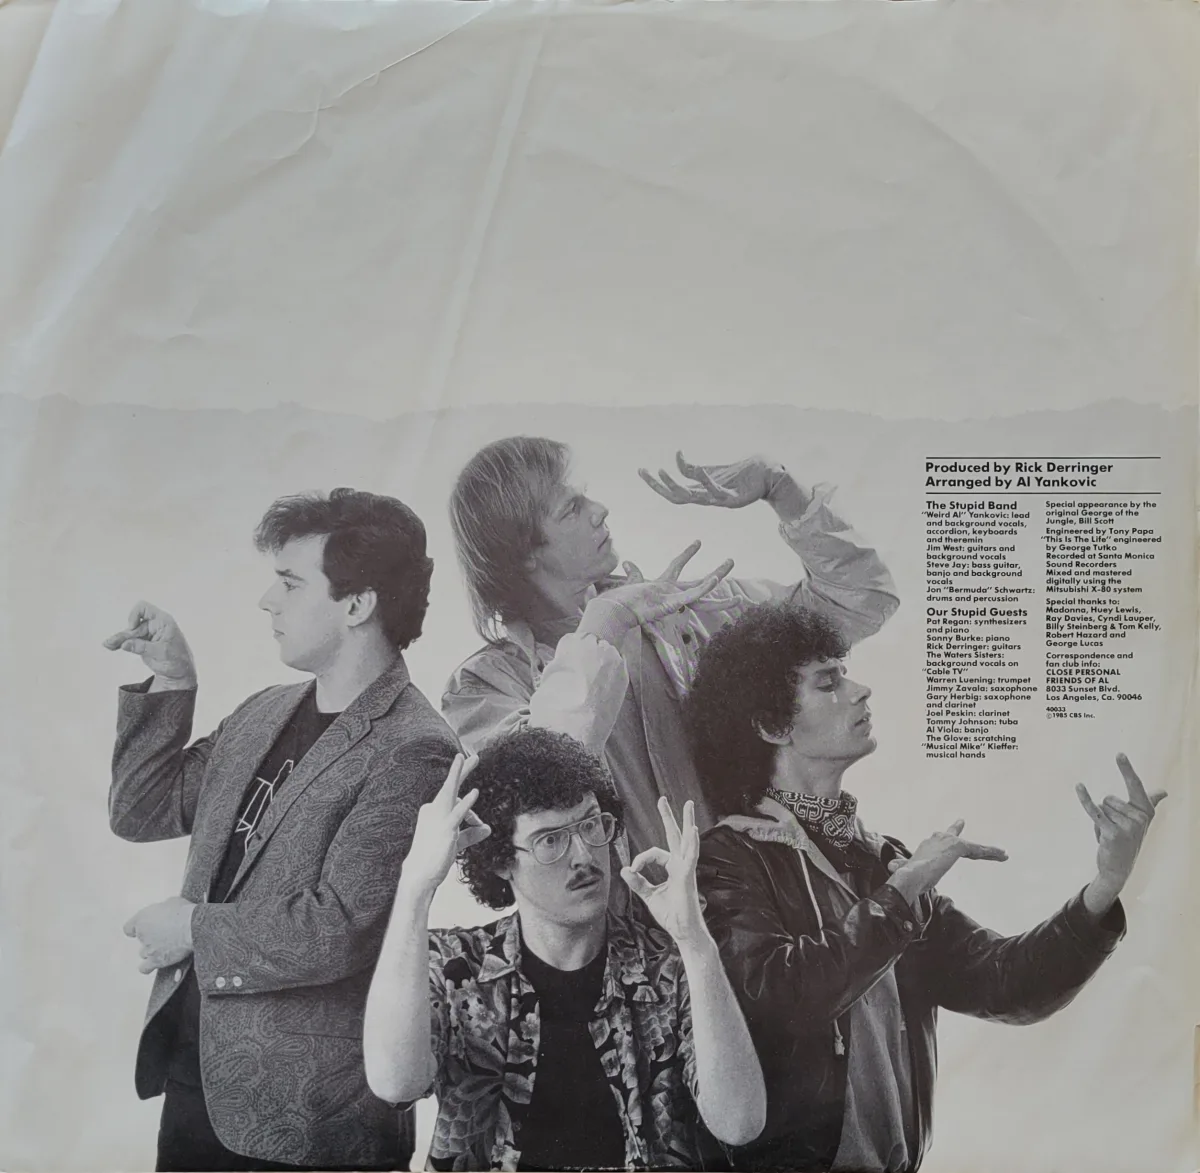 Produced by Rick Derringer
Arranged by Al Yankovic
The Stupid Band
"Weird Al" Yankovic: lead
and background vocals,
accordion, keyboards
and theremin
Jim West: guitars and
background vocals
Steve Jay: bass guitar,
banjo and background
vocals
Jon "Bermuda" Schwartz:
drums and percussion
Our Stupid Guests
Pat Regan: synthesizers
and piano
Sonny Burke: piano
Rick Derringer: guitars
The Waters Sisters:
background vocals on
"Cable TV"
Warren Luening: trumpet
Jimmy Zavala: saxophone
Gary Herbig: saxophone
and clarinet
Joel Peskin: clarinet
Tommy Johnson: tuba
Al Viola: banjo
The Glove: scratching
"Musical Mike" Kieffer:
musical hands
Special appearance by the
original George of the
Jungle, Bill Scott
Engineered by Tony Papa
"This Is The Life" engineered
by George Tutko
Recorded at Santa Monica
Sound Recorders
Mixed and mastered
digitally using the
Mitsubishi X-80 system
Special thanks to:
Madonna, Huey Lewis,
Ray Davies, Cyndi Lauper,
Billy Steinberg & Tom Kelly,
Robert Hazard and
George Lucas
Correspondence and
fan club info:
CLOSE PERSONAL
FRIENDS OF AL
8033 Sunset Blvd.
Los Angeles, Ca. 90046
40033
©1985 CBS Inc.